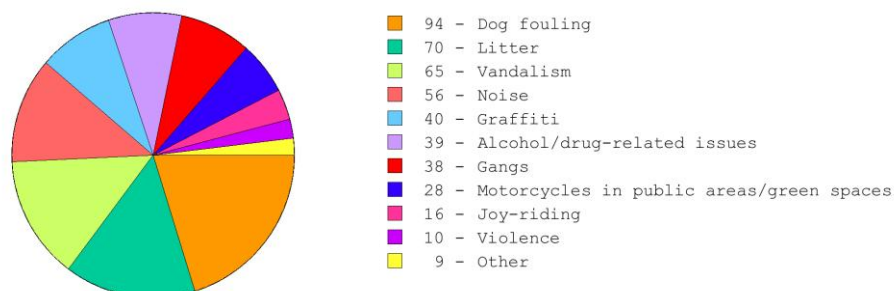 94 - Dog fouling
70 - Litter
65 - Vandalism
56 - Noise
40 - Graffiti
39 - Alcohol/drug-related issues
38 - Gangs
28 - Motorcycles in public areas/green spaces
16 - Joy-riding
10 - Violence
9 - Other